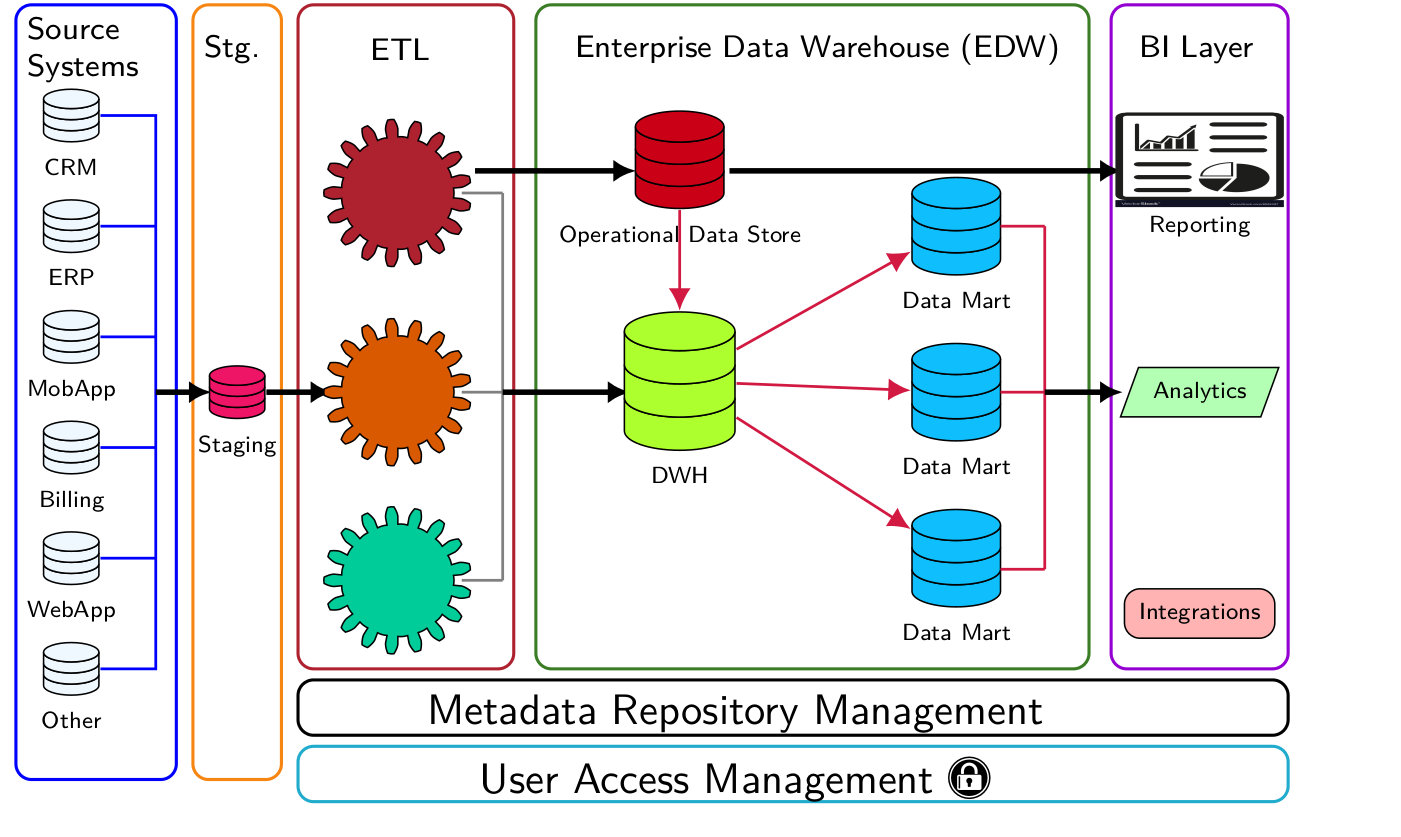 Source
Systems
CRM
ERP
MobApp
Billing
WebApp
Other
Stg.
Staging
ETL
Enterprise Data Warehouse (EDW)
Operational Data Store
DWH
Data Mart
Data Mart
Data Mart
BI Layer
Reporting
Analytics
Integrations
Metadata Repository Management
User Access Management